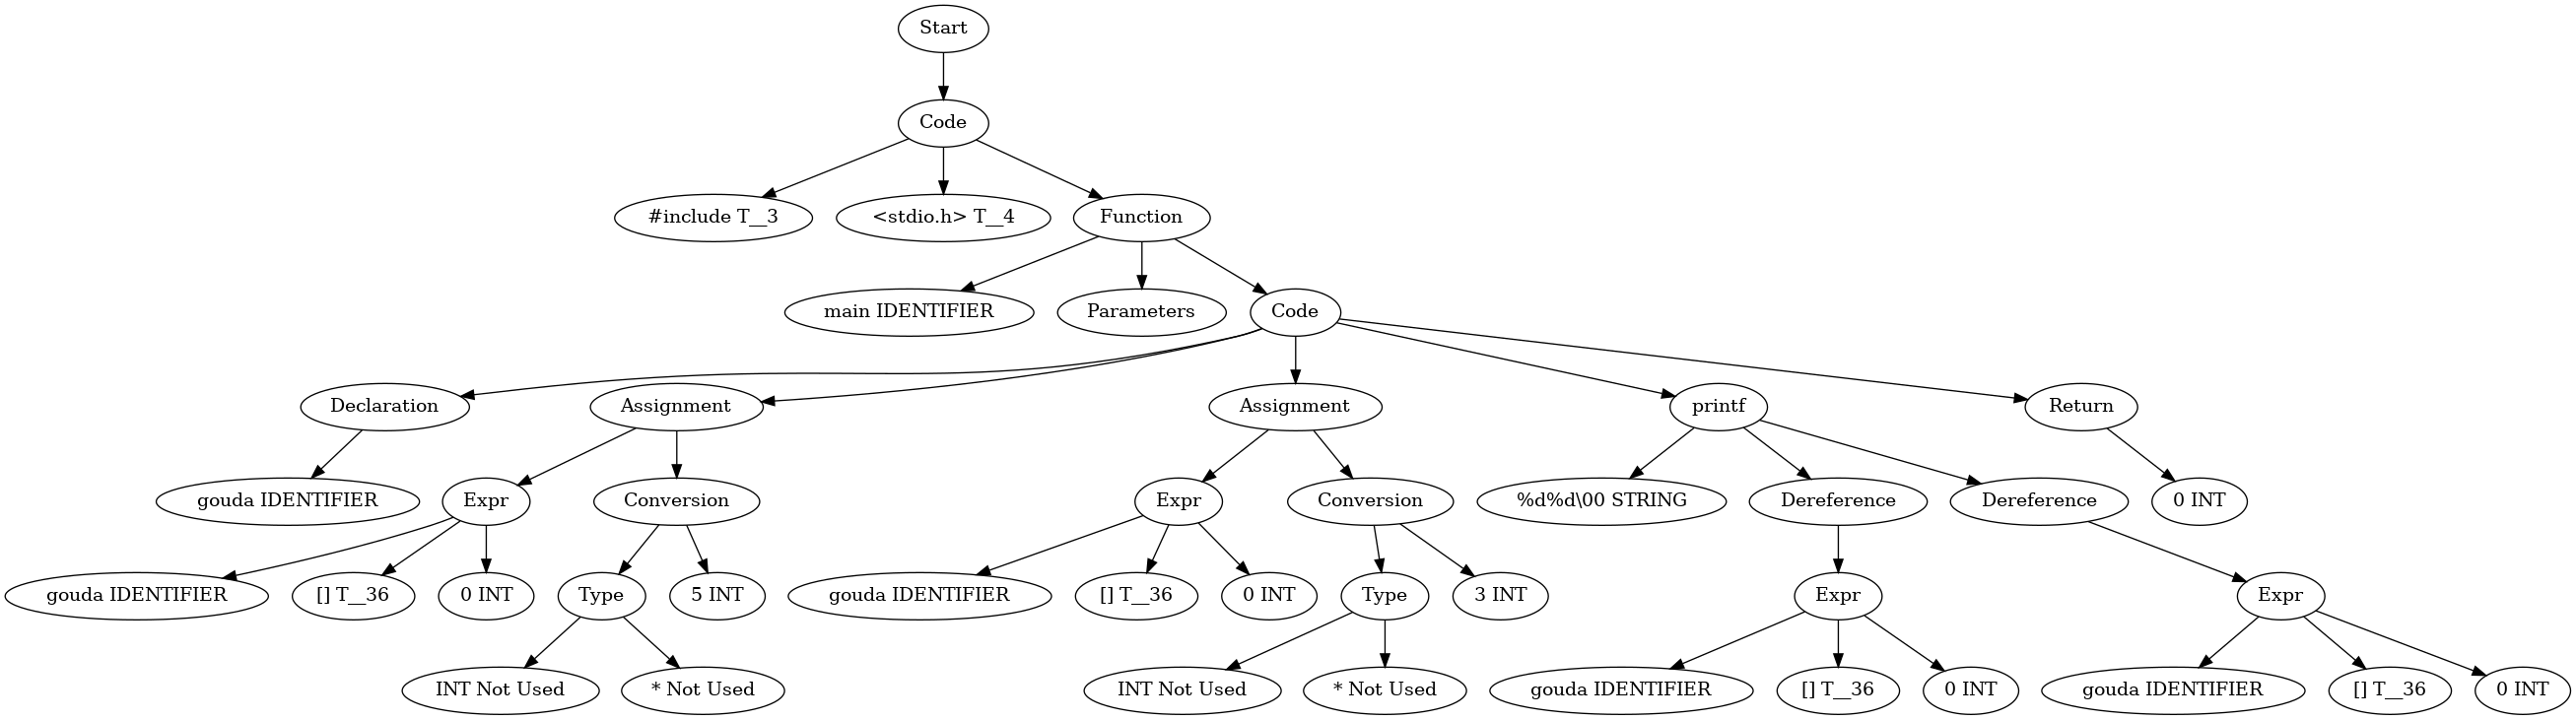 Start
Code
#include T__3
<stdio.h> T__4
Function
main IDENTIFIER
Parameters
Code
Declaration
Assignment
Assignment
printf
Return
gouda IDENTIFIER
Expr
Conversion
Expr
Conversion
%d%d\00 STRING
Dereference
Dereference
0 INT
gouda IDENTIFIER
[] T__36
0 INT
Type
5 INT
gouda IDENTIFIER
[] T__36
0 INT
Type
3 INT
Expr
Expr
INT Not Used
* Not Used
INT Not Used
* Not Used
gouda IDENTIFIER
[] T__36
0 INT
gouda IDENTIFIER
[] T__36
0 INT